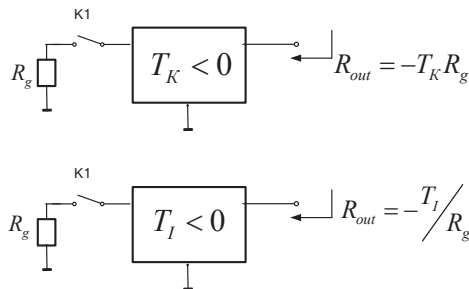 K1
R_g
T_K < 0
R_out = −T_K R_g
K1
R_g
T_I < 0
R_out = −T_I / R_g